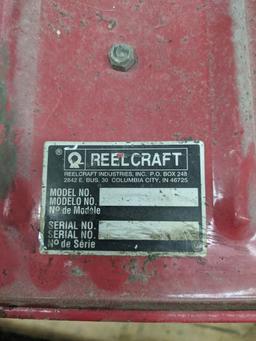 ® REELCRAFT
REELCRAFT INDUSTRIES, INC. P.O. BOX 248
2842 E. BUS. 30 COLUMBIA CITY, IN 46725
MODEL NO.
MODELO NO.
Nº de Modèle
SERIAL NO.
SERIAL NO.
Nº de Série